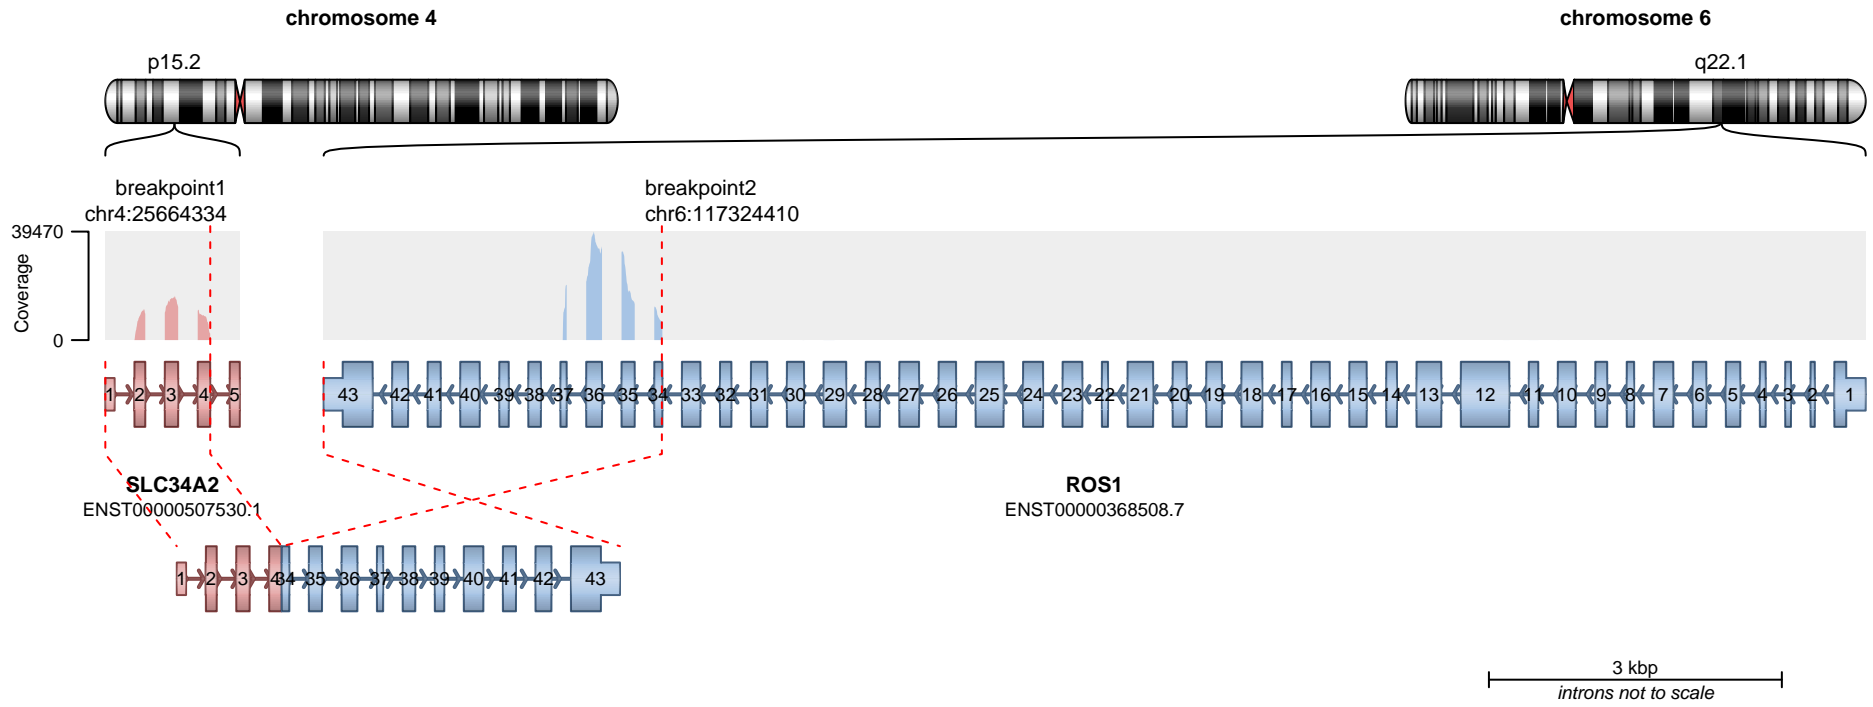 chromosome 4
chromosome 6
p15.2
q22.1
breakpoint1
chr4:25664334
breakpoint2
chr6:117324410
39470
Coverage
0
1 2 3 4 5
43 42 41 40 39 38 37 36 35 34 33 32 31 30 29 28 27 26 25 24 23 22 21 20 19 18 17 16 15 14 13 12 11 10 9 8 7 6 5 4 3 2 1
SLC34A2
ENST00000507530.1
ROS1
ENST00000368508.7
1 2 3 4 34 35 36 37 38 39 40 41 42 43
3 kbp
introns not to scale